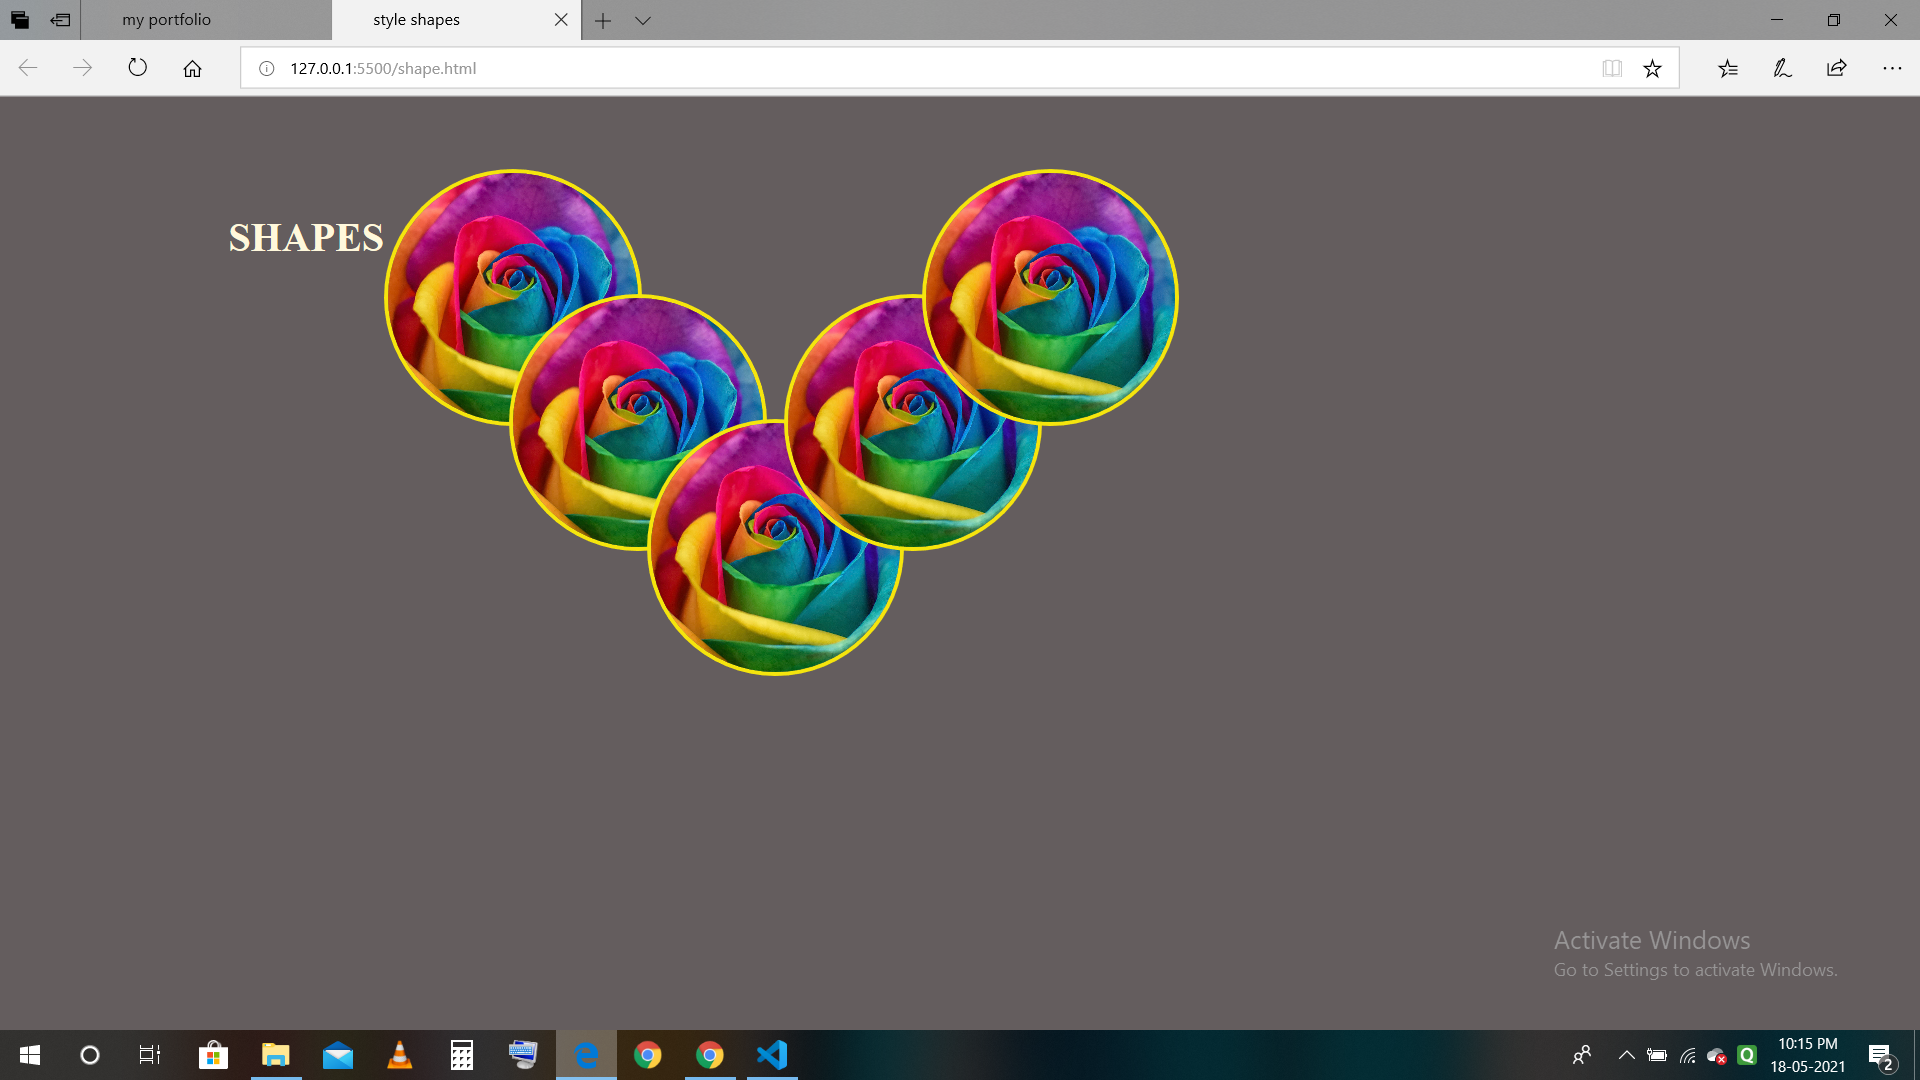 my portfolio
style shapes
127.0.0.1:5500/shape.html
SHAPES
Activate Windows
Go to Settings to activate Windows.
10:15 PM
18-05-2021
2